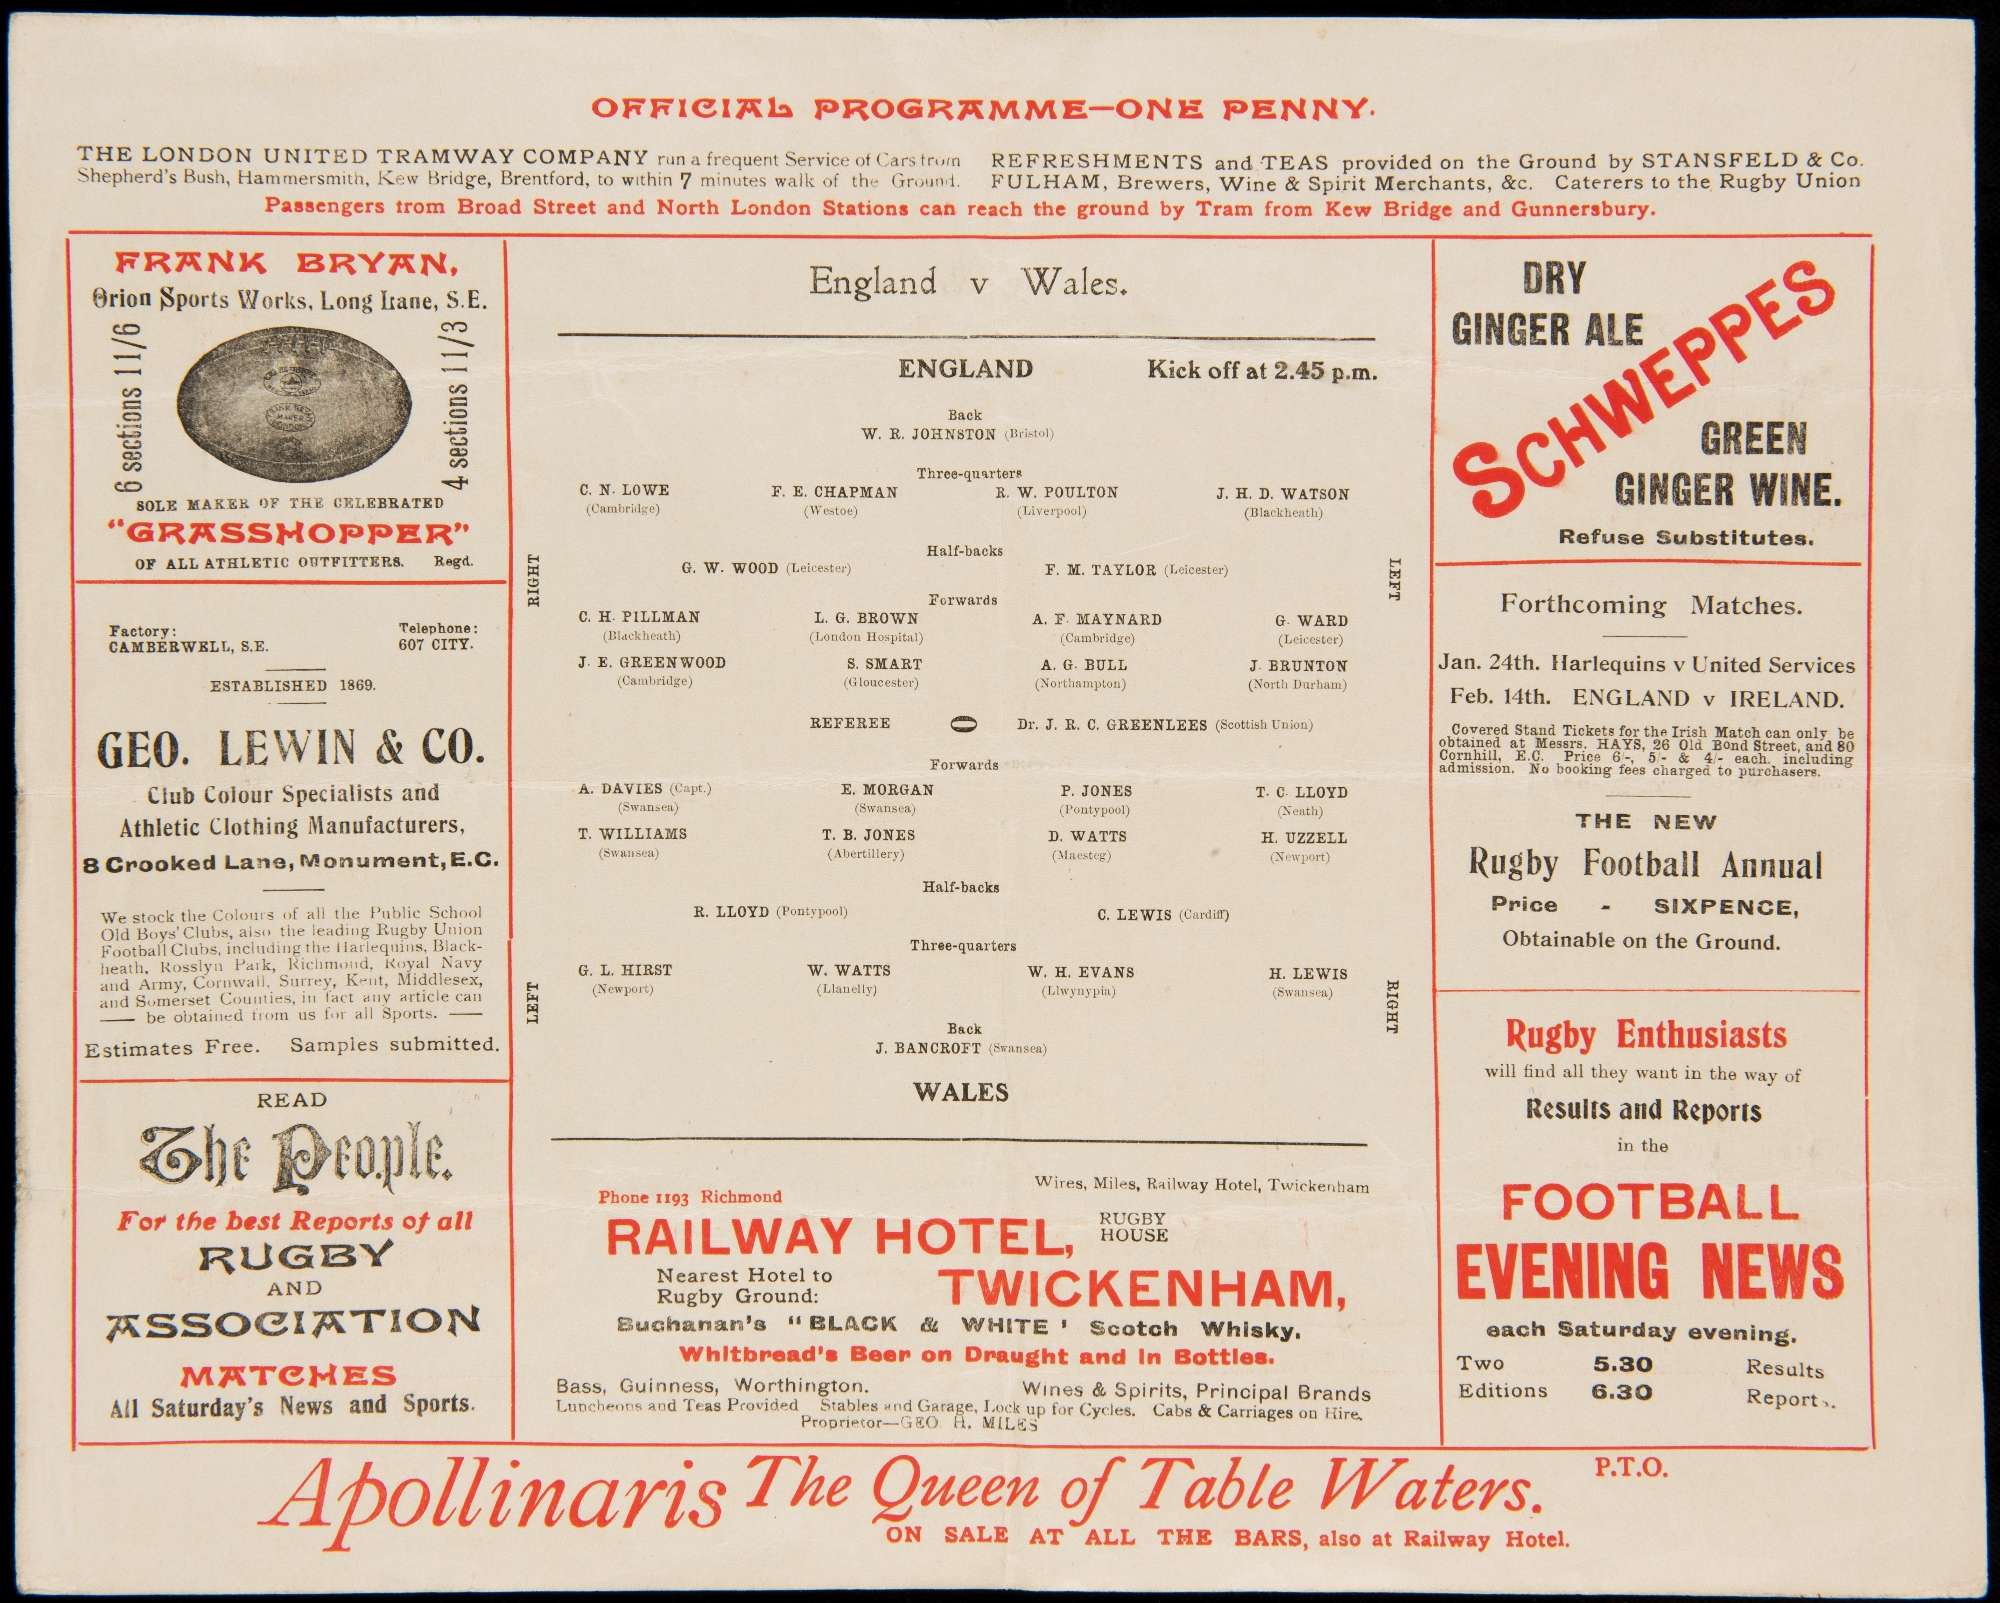 OFFICIAL PROGRAMME—ONE PENNY.
THE LONDON UNITED TRAMWAY COMPANY run a frequent Service of Cars from
Shepherd's Bush, Hammersmith, Kew Bridge, Brentford, to within 7 minutes walk of the Ground.
REFRESHMENTS and TEAS provided on the Ground by STANSFELD & Co.
FULHAM, Brewers, Wine & Spirit Merchants, &c. Caterers to the Rugby Union
Passengers from Broad Street and North London Stations can reach the ground by Tram from Kew Bridge and Gunnersbury.
FRANK BRYAN,
Orion Sports Works, Long Lane, S.E.
6 sections 11/6
4 sections 11/3
SOLE MAKER OF THE CELEBRATED
"GRASSHOPPER"
OF ALL ATHLETIC OUTFITTERS. Regd.
Factory: Telephone:
CAMBERWELL, S.E. 607 CITY.
ESTABLISHED 1869.
GEO. LEWIN & CO.
Club Colour Specialists and
Athletic Clothing Manufacturers,
8 Crooked Lane, Monument, E.C.
We stock the Colours of all the Public School
Old Boys' Clubs, also the leading Rugby Union
Football Clubs, including the Harlequins, Black-
heath, Rosslyn Park, Richmond, Royal Navy
and Army, Cornwall, Surrey, Kent, Middlesex,
and Somerset Counties, in fact any article can
— be obtained from us for all Sports. —
Estimates Free. Samples submitted.
READ
The People.
For the best Reports of all
RUGBY
AND
ASSOCIATION
MATCHES
All Saturday's News and Sports.
England v Wales.
ENGLAND Kick off at 2.45 p.m.
Back
W. R. JOHNSTON (Bristol)
Three-quarters
C. N. LOWE F. E. CHAPMAN R. W. POULTON J. H. D. WATSON
(Cambridge) (Westoe) (Liverpool) (Blackheath)
RIGHT
LEFT
Half-backs
G. W. WOOD (Leicester) F. M. TAYLOR (Leicester)
Forwards
C. H. PILLMAN L. G. BROWN A. F. MAYNARD G. WARD
(Blackheath) (London Hospital) (Cambridge) (Leicester)
J. E. GREENWOOD S. SMART A. G. BULL J. BRUNTON
(Cambridge) (Gloucester) (Northampton) (North Durham)
REFEREE Dr. J. R. C. GREENLEES (Scottish Union)
Forwards
A. DAVIES (Capt.) E. MORGAN P. JONES T. C. LLOYD
(Swansea) (Swansea) (Pontypool) (Neath)
T. WILLIAMS T. B. JONES D. WATTS H. UZZELL
(Swansea) (Abertillery) (Maesteg) (Newport)
Half-backs
R. LLOYD (Pontypool) C. LEWIS (Cardiff)
Three-quarters
G. L. HIRST W. WATTS W. H. EVANS H. LEWIS
(Newport) (Llanelly) (Llwynypia) (Swansea)
LEFT
RIGHT
Back
J. BANCROFT (Swansea)
WALES
Phone 1193 Richmond Wires, Miles, Railway Hotel, Twickenham
RAILWAY HOTEL, RUGBY
HOUSE
Nearest Hotel to
Rugby Ground:
TWICKENHAM,
Buchanan's "BLACK & WHITE' Scotch Whisky.
Whitbread's Beer on Draught and in Bottles.
Bass, Guinness, Worthington. Wines & Spirits, Principal Brands
Luncheons and Teas Provided Stables and Garage, Lock up for Cycles. Cabs & Carriages on Hire.
Proprietor—GEO. H. MILES
DRY
GINGER ALE
SCHWEPPES
GREEN
GINGER WINE.
Refuse Substitutes.
Forthcoming Matches.
Jan. 24th. Harlequins v United Services
Feb. 14th. ENGLAND v IRELAND.
Covered Stand Tickets for the Irish Match can only be
obtained at Messrs. HAYS, 26 Old Bond Street, and 80
Cornhill, E.C. Price 6/-, 5/- & 4/- each, including
admission. No booking fees charged to purchasers.
THE NEW
Rugby Football Annual
Price - SIXPENCE,
Obtainable on the Ground.
Rugby Enthusiasts
will find all they want in the way of
Results and Reports
in the
FOOTBALL
EVENING NEWS
each Saturday evening.
Two 5.30 Results
Editions 6.30 Reports.
Apollinaris The Queen of Table Waters.
P.T.O.
ON SALE AT ALL THE BARS, also at Railway Hotel.